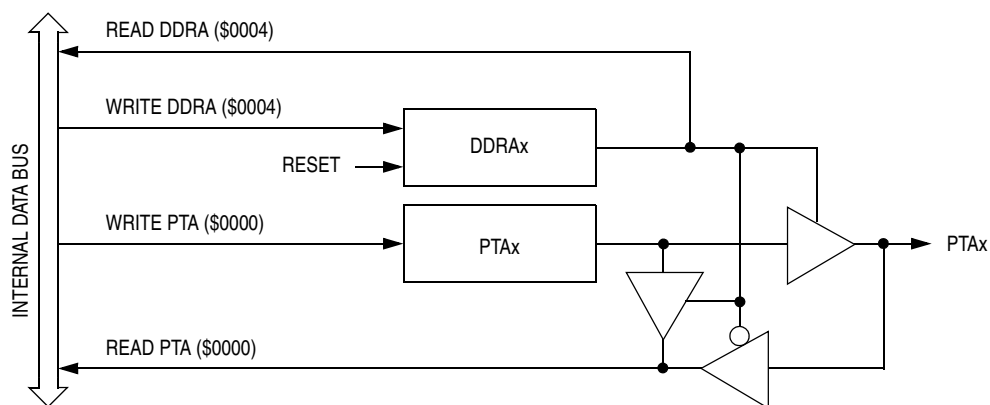 READ DDRA ($0004)
WRITE DDRA ($0004)
DDRAx
RESET
INTERNAL DATA BUS
WRITE PTA ($0000)
PTAx
PTAx
READ PTA ($0000)